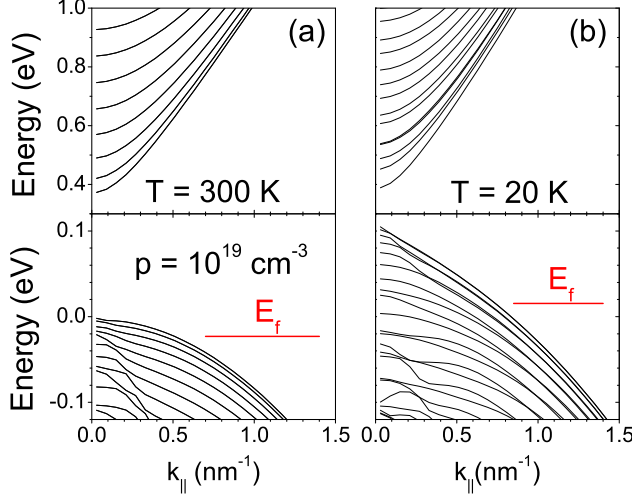 1.0
(a)
(b)
0.8
0.6
0.4
Energy (eV)
T = 300 K
T = 20 K
0.1
0.0
-0.1
Energy (eV)
p = 10¹⁹ cm⁻³
E_f
E_f
0.0 0.5 1.0 1.5
0.0 0.5 1.0 1.5
k_|| (nm⁻¹)
k_|| (nm⁻¹)